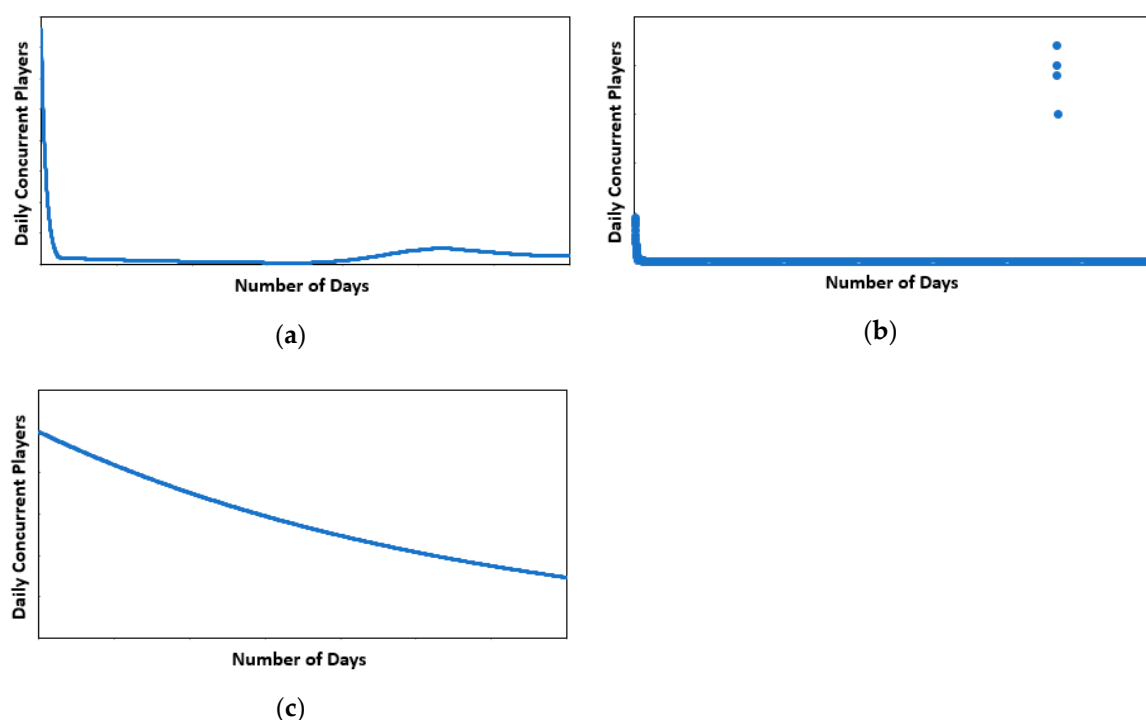 Daily Concurrent Players
Number of Days
(a)
Daily Concurrent Players
Number of Days
(b)
Daily Concurrent Players
Number of Days
(c)